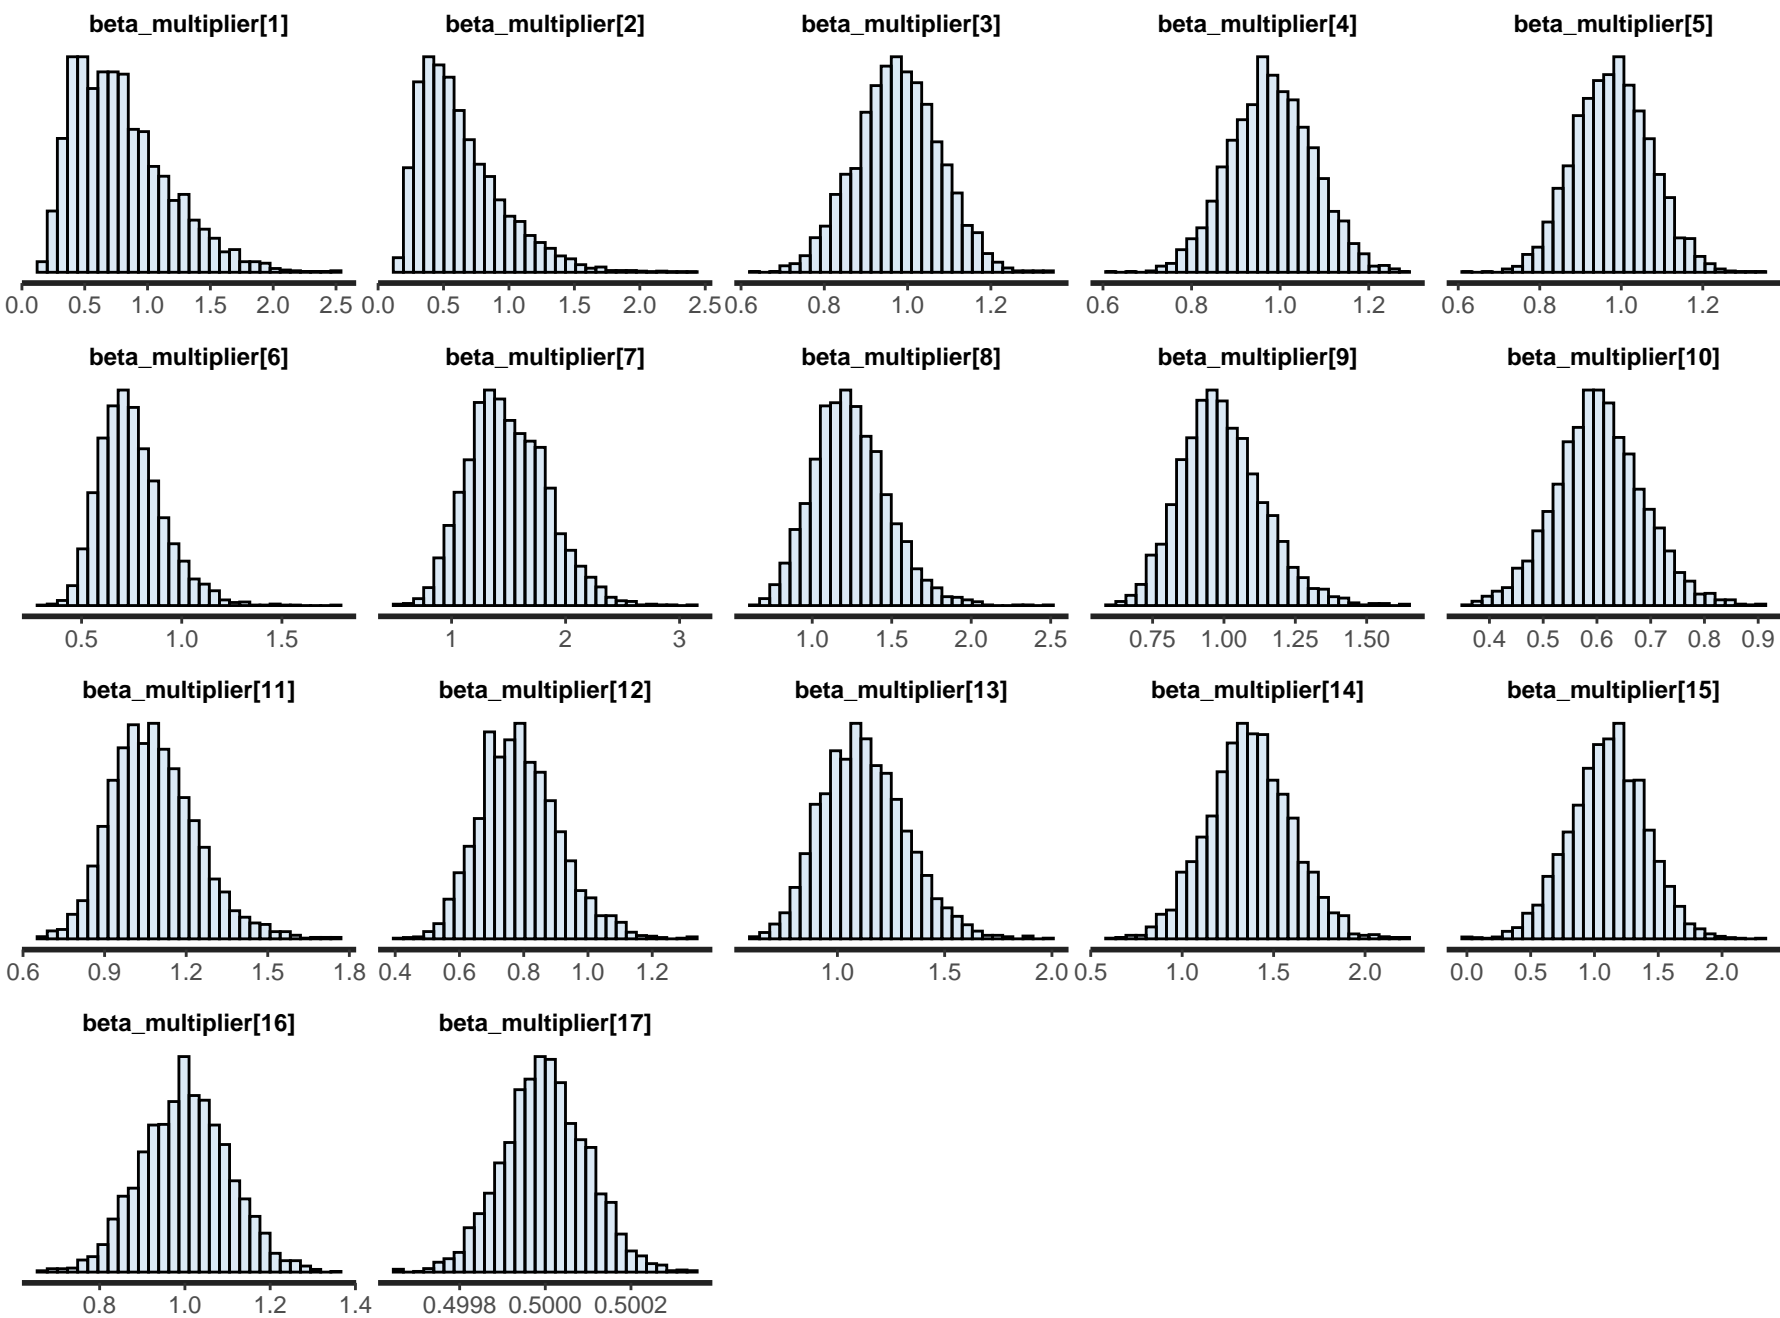 beta_multiplier[1] beta_multiplier[2] beta_multiplier[3] beta_multiplier[4] beta_multiplier[5]
0.0 0.5 1.0 1.5 2.0 2.5 0.0 0.5 1.0 1.5 2.0 2.5 0.6 0.8 1.0 1.2 0.6 0.8 1.0 1.2 0.6 0.8 1.0 1.2
beta_multiplier[6] beta_multiplier[7] beta_multiplier[8] beta_multiplier[9] beta_multiplier[10]
0.5 1.0 1.5 1 2 3 1.0 1.5 2.0 2.5 0.75 1.00 1.25 1.50 0.4 0.5 0.6 0.7 0.8 0.9
beta_multiplier[11] beta_multiplier[12] beta_multiplier[13] beta_multiplier[14] beta_multiplier[15]
0.6 0.9 1.2 1.5 1.8 0.4 0.6 0.8 1.0 1.2 1.0 1.5 2.0 0.5 1.0 1.5 2.0 0.0 0.5 1.0 1.5 2.0
beta_multiplier[16] beta_multiplier[17]
0.8 1.0 1.2 1.4 0.4998 0.5000 0.5002